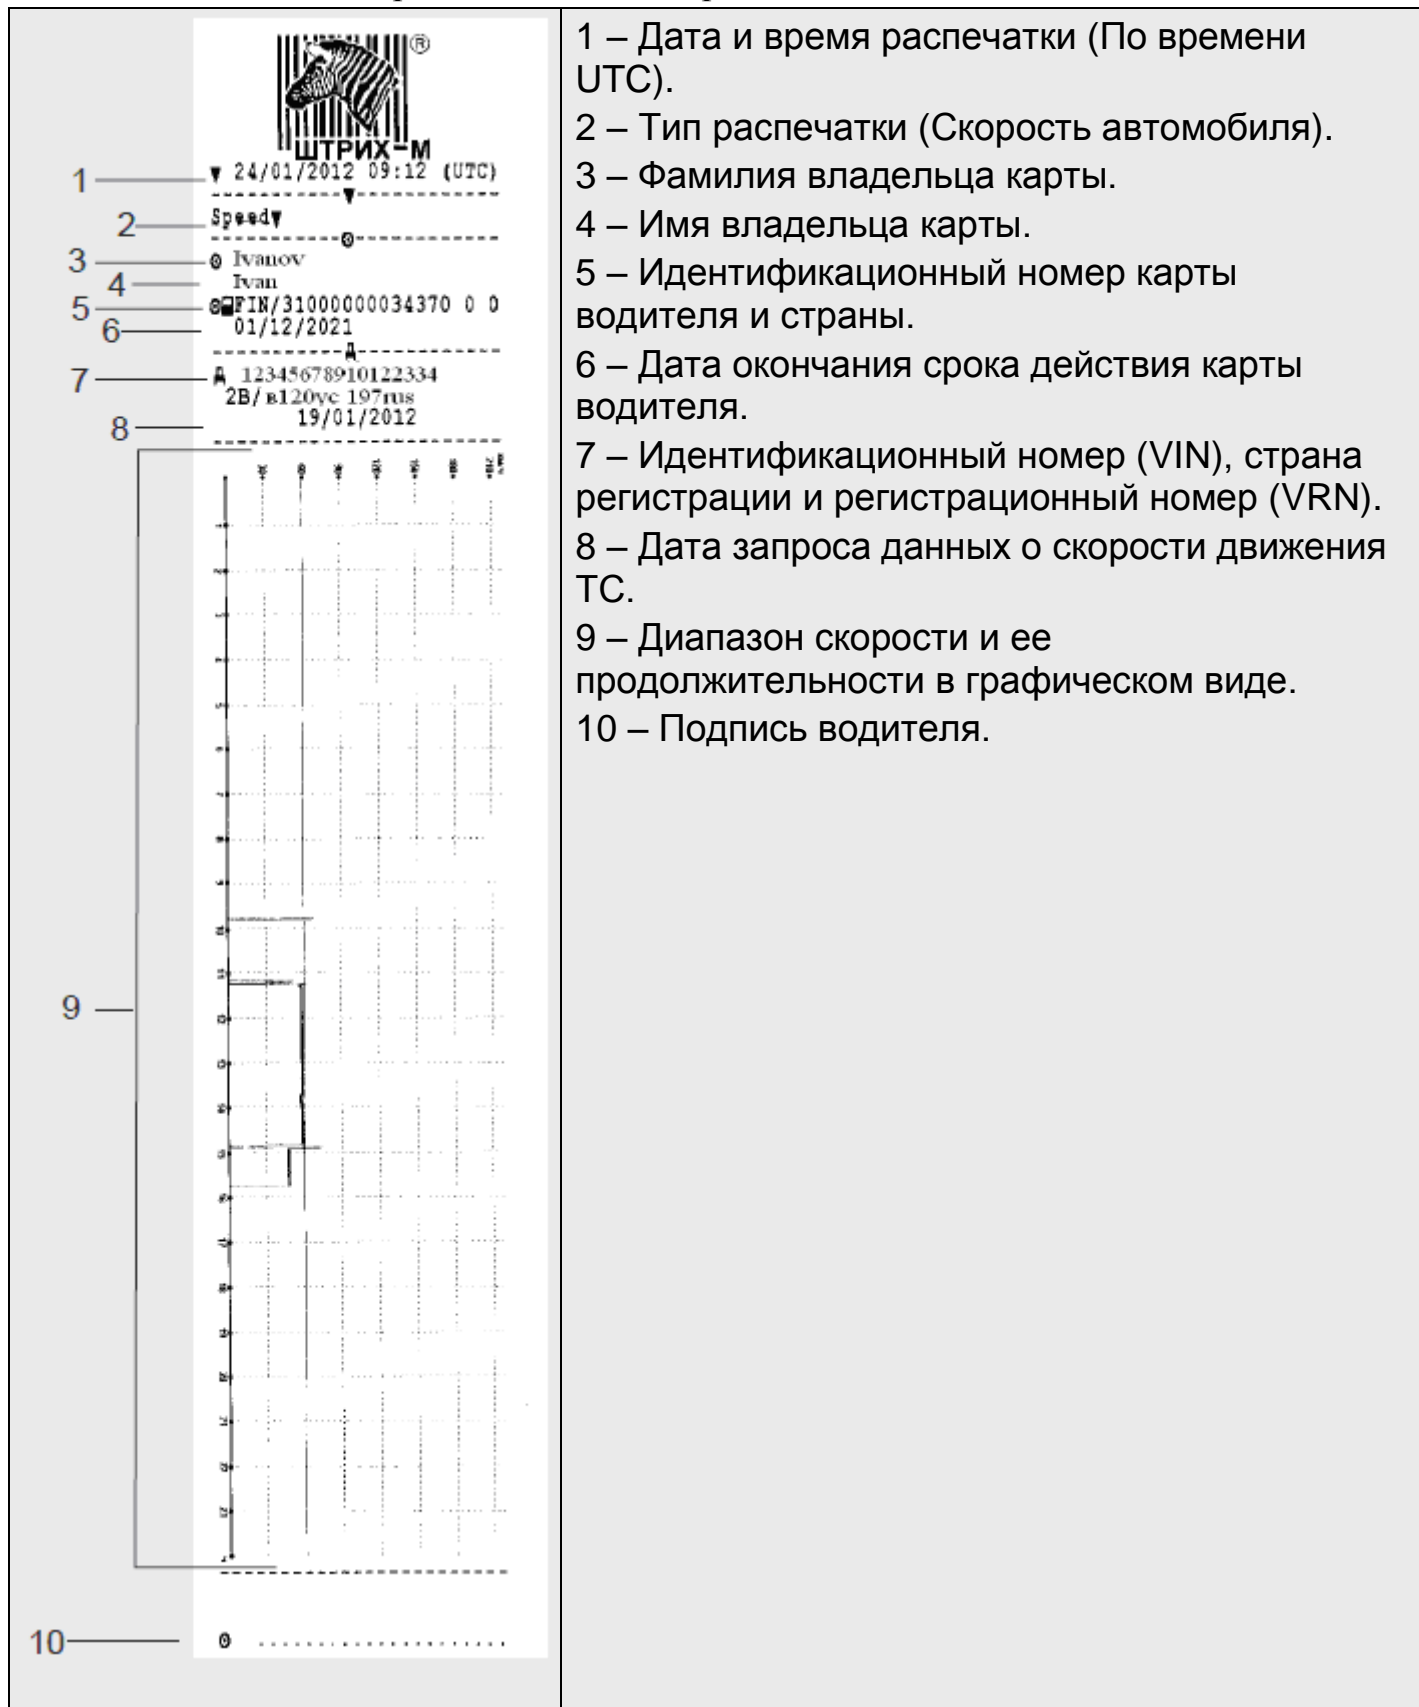 ®
ШТРИХ-М
1
▼ 24/01/2012 09:12 (UTC)
2
Speed▼
3
Ivanov
4
Ivan
5
FIN/31000000034370 0 0
6
01/12/2021
7
А 12345678910122334
2B/ в120ус 197rus
8
19/01/2012
9
10
1 – Дата и время распечатки (По времени
UTC).
2 – Тип распечатки (Скорость автомобиля).
3 – Фамилия владельца карты.
4 – Имя владельца карты.
5 – Идентификационный номер карты
водителя и страны.
6 – Дата окончания срока действия карты
водителя.
7 – Идентификационный номер (VIN), страна
регистрации и регистрационный номер (VRN).
8 – Дата запроса данных о скорости движения
ТС.
9 – Диапазон скорости и ее
продолжительности в графическом виде.
10 – Подпись водителя.